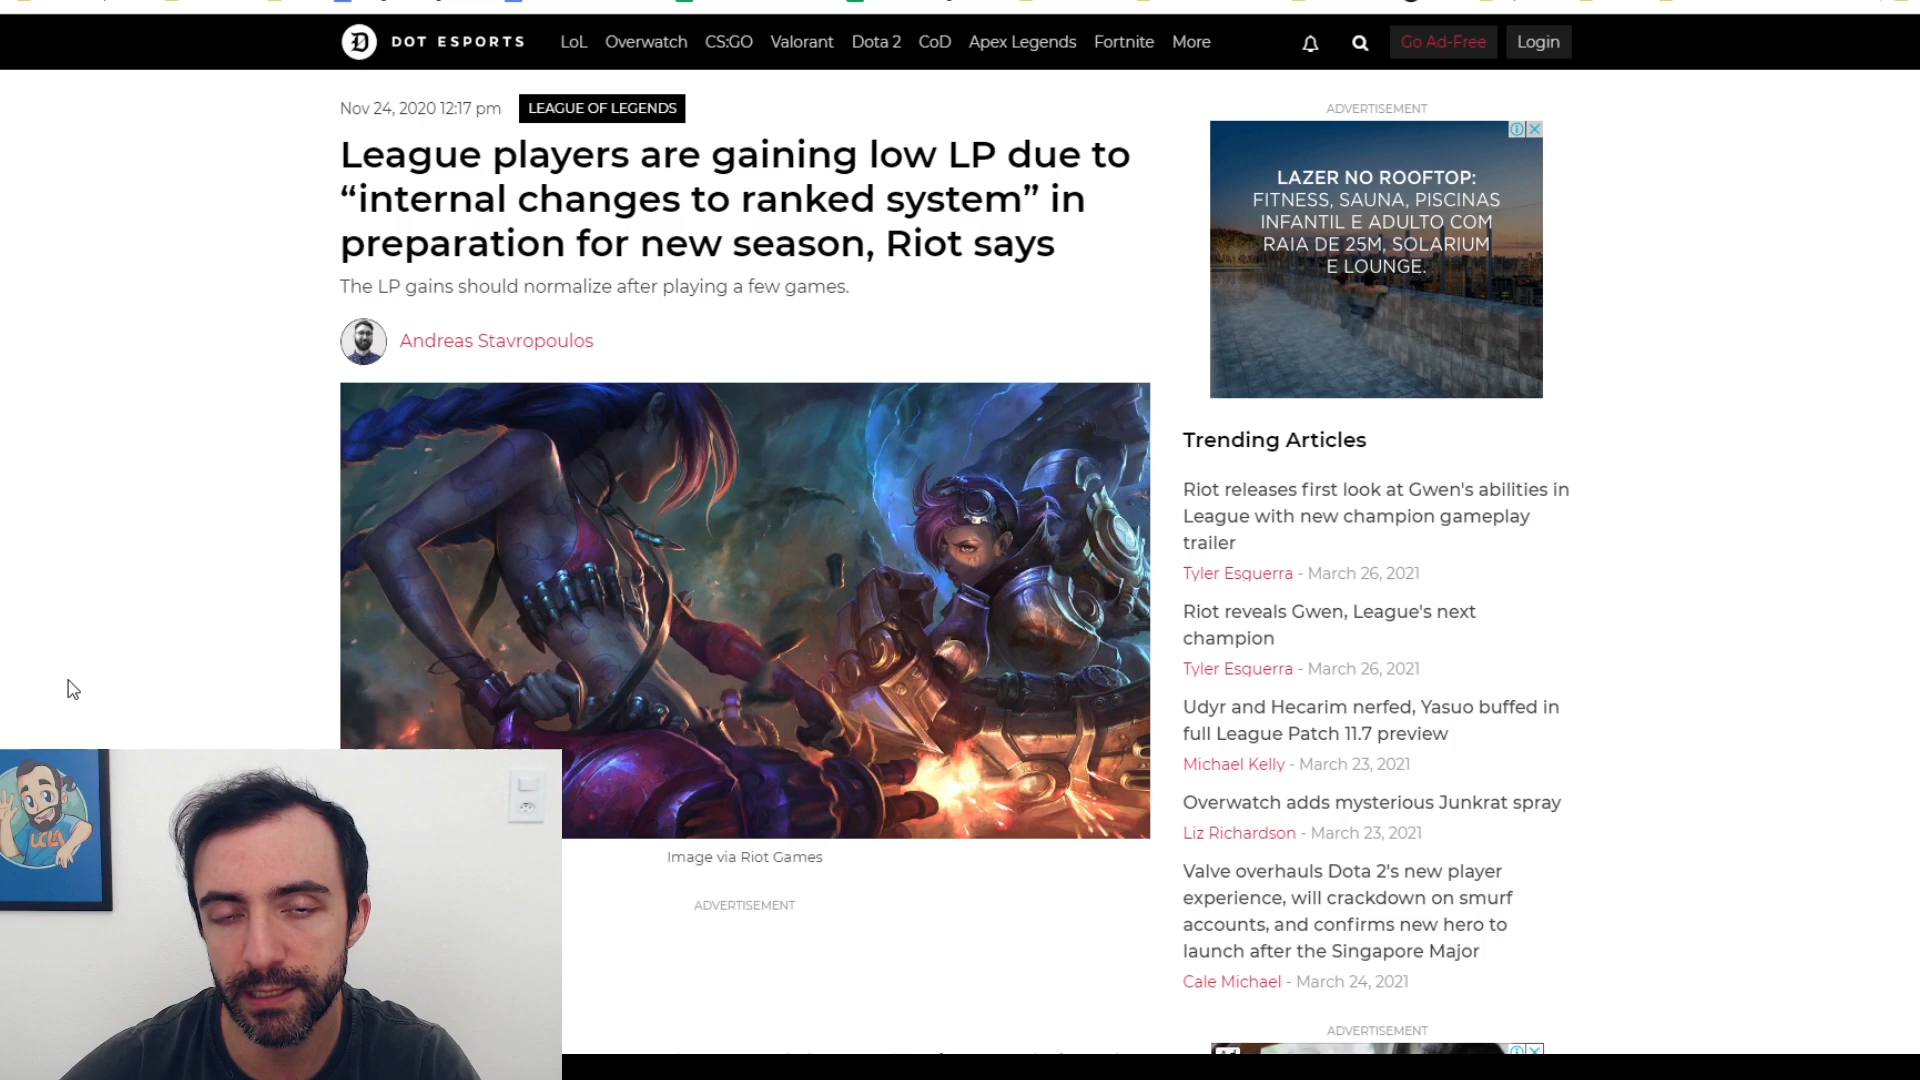 DOT ESPORTS LoL Overwatch CS:GO Valorant Dota 2 CoD Apex Legends Fortnite More Go Ad-Free Login
Nov 24, 2020 12:17 pm LEAGUE OF LEGENDS
League players are gaining low LP due to
“internal changes to ranked system” in
preparation for new season, Riot says
The LP gains should normalize after playing a few games.
Andreas Stavropoulos
Image via Riot Games
ADVERTISEMENT
ADVERTISEMENT
LAZER NO ROOFTOP:
FITNESS, SAUNA, PISCINAS
INFANTIL E ADULTO COM
RAIA DE 25M, SOLARIUM
E LOUNGE.
Trending Articles
Riot releases first look at Gwen's abilities in
League with new champion gameplay
trailer
Tyler Esguerra - March 26, 2021
Riot reveals Gwen, League's next
champion
Tyler Esguerra - March 26, 2021
Udyr and Hecarim nerfed, Yasuo buffed in
full League Patch 11.7 preview
Michael Kelly - March 23, 2021
Overwatch adds mysterious Junkrat spray
Liz Richardson - March 23, 2021
Valve overhauls Dota 2's new player
experience, will crackdown on smurf
accounts, and confirms new hero to
launch after the Singapore Major
Cale Michael - March 24, 2021
ADVERTISEMENT
UCLA